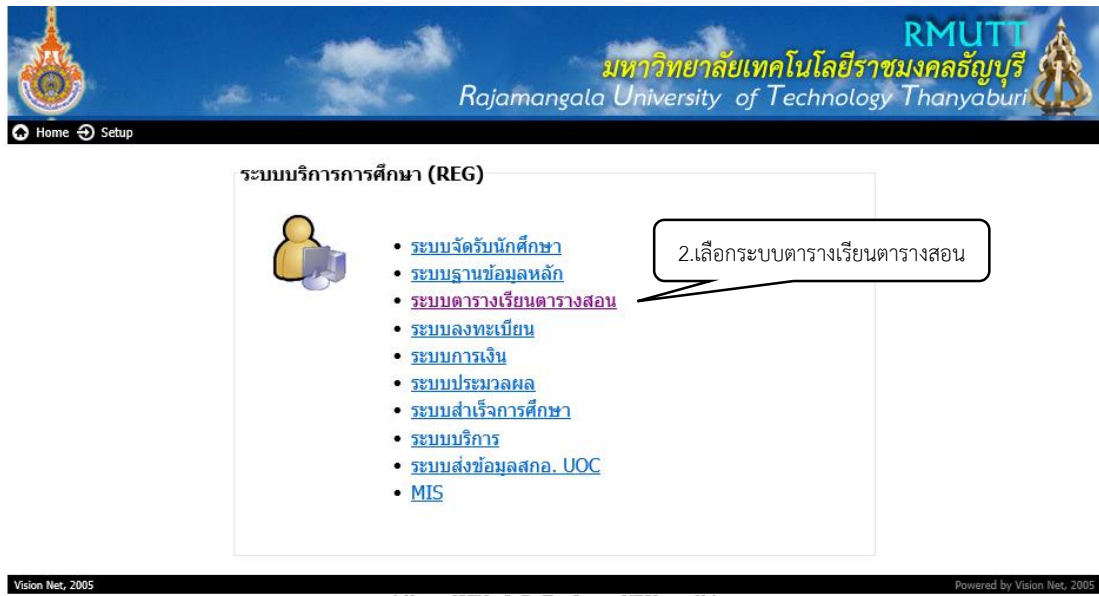 RMUTT
มหาวิทยาลัยเทคโนโลยีราชมงคลธัญบุรี
Rajamangala University of Technology Thanyaburi
Home Setup
ระบบบริการการศึกษา (REG)
• ระบบจัดรับนักศึกษา
• ระบบฐานข้อมูลหลัก
• ระบบตารางเรียนตารางสอน
2.เลือกระบบตารางเรียนตารางสอน
• ระบบลงทะเบียน
• ระบบการเงิน
• ระบบประมวลผล
• ระบบสำเร็จการศึกษา
• ระบบบริการ
• ระบบส่งข้อมูลสกอ. UOC
• MIS
Vision Net, 2005
Powered by Vision Net, 2005